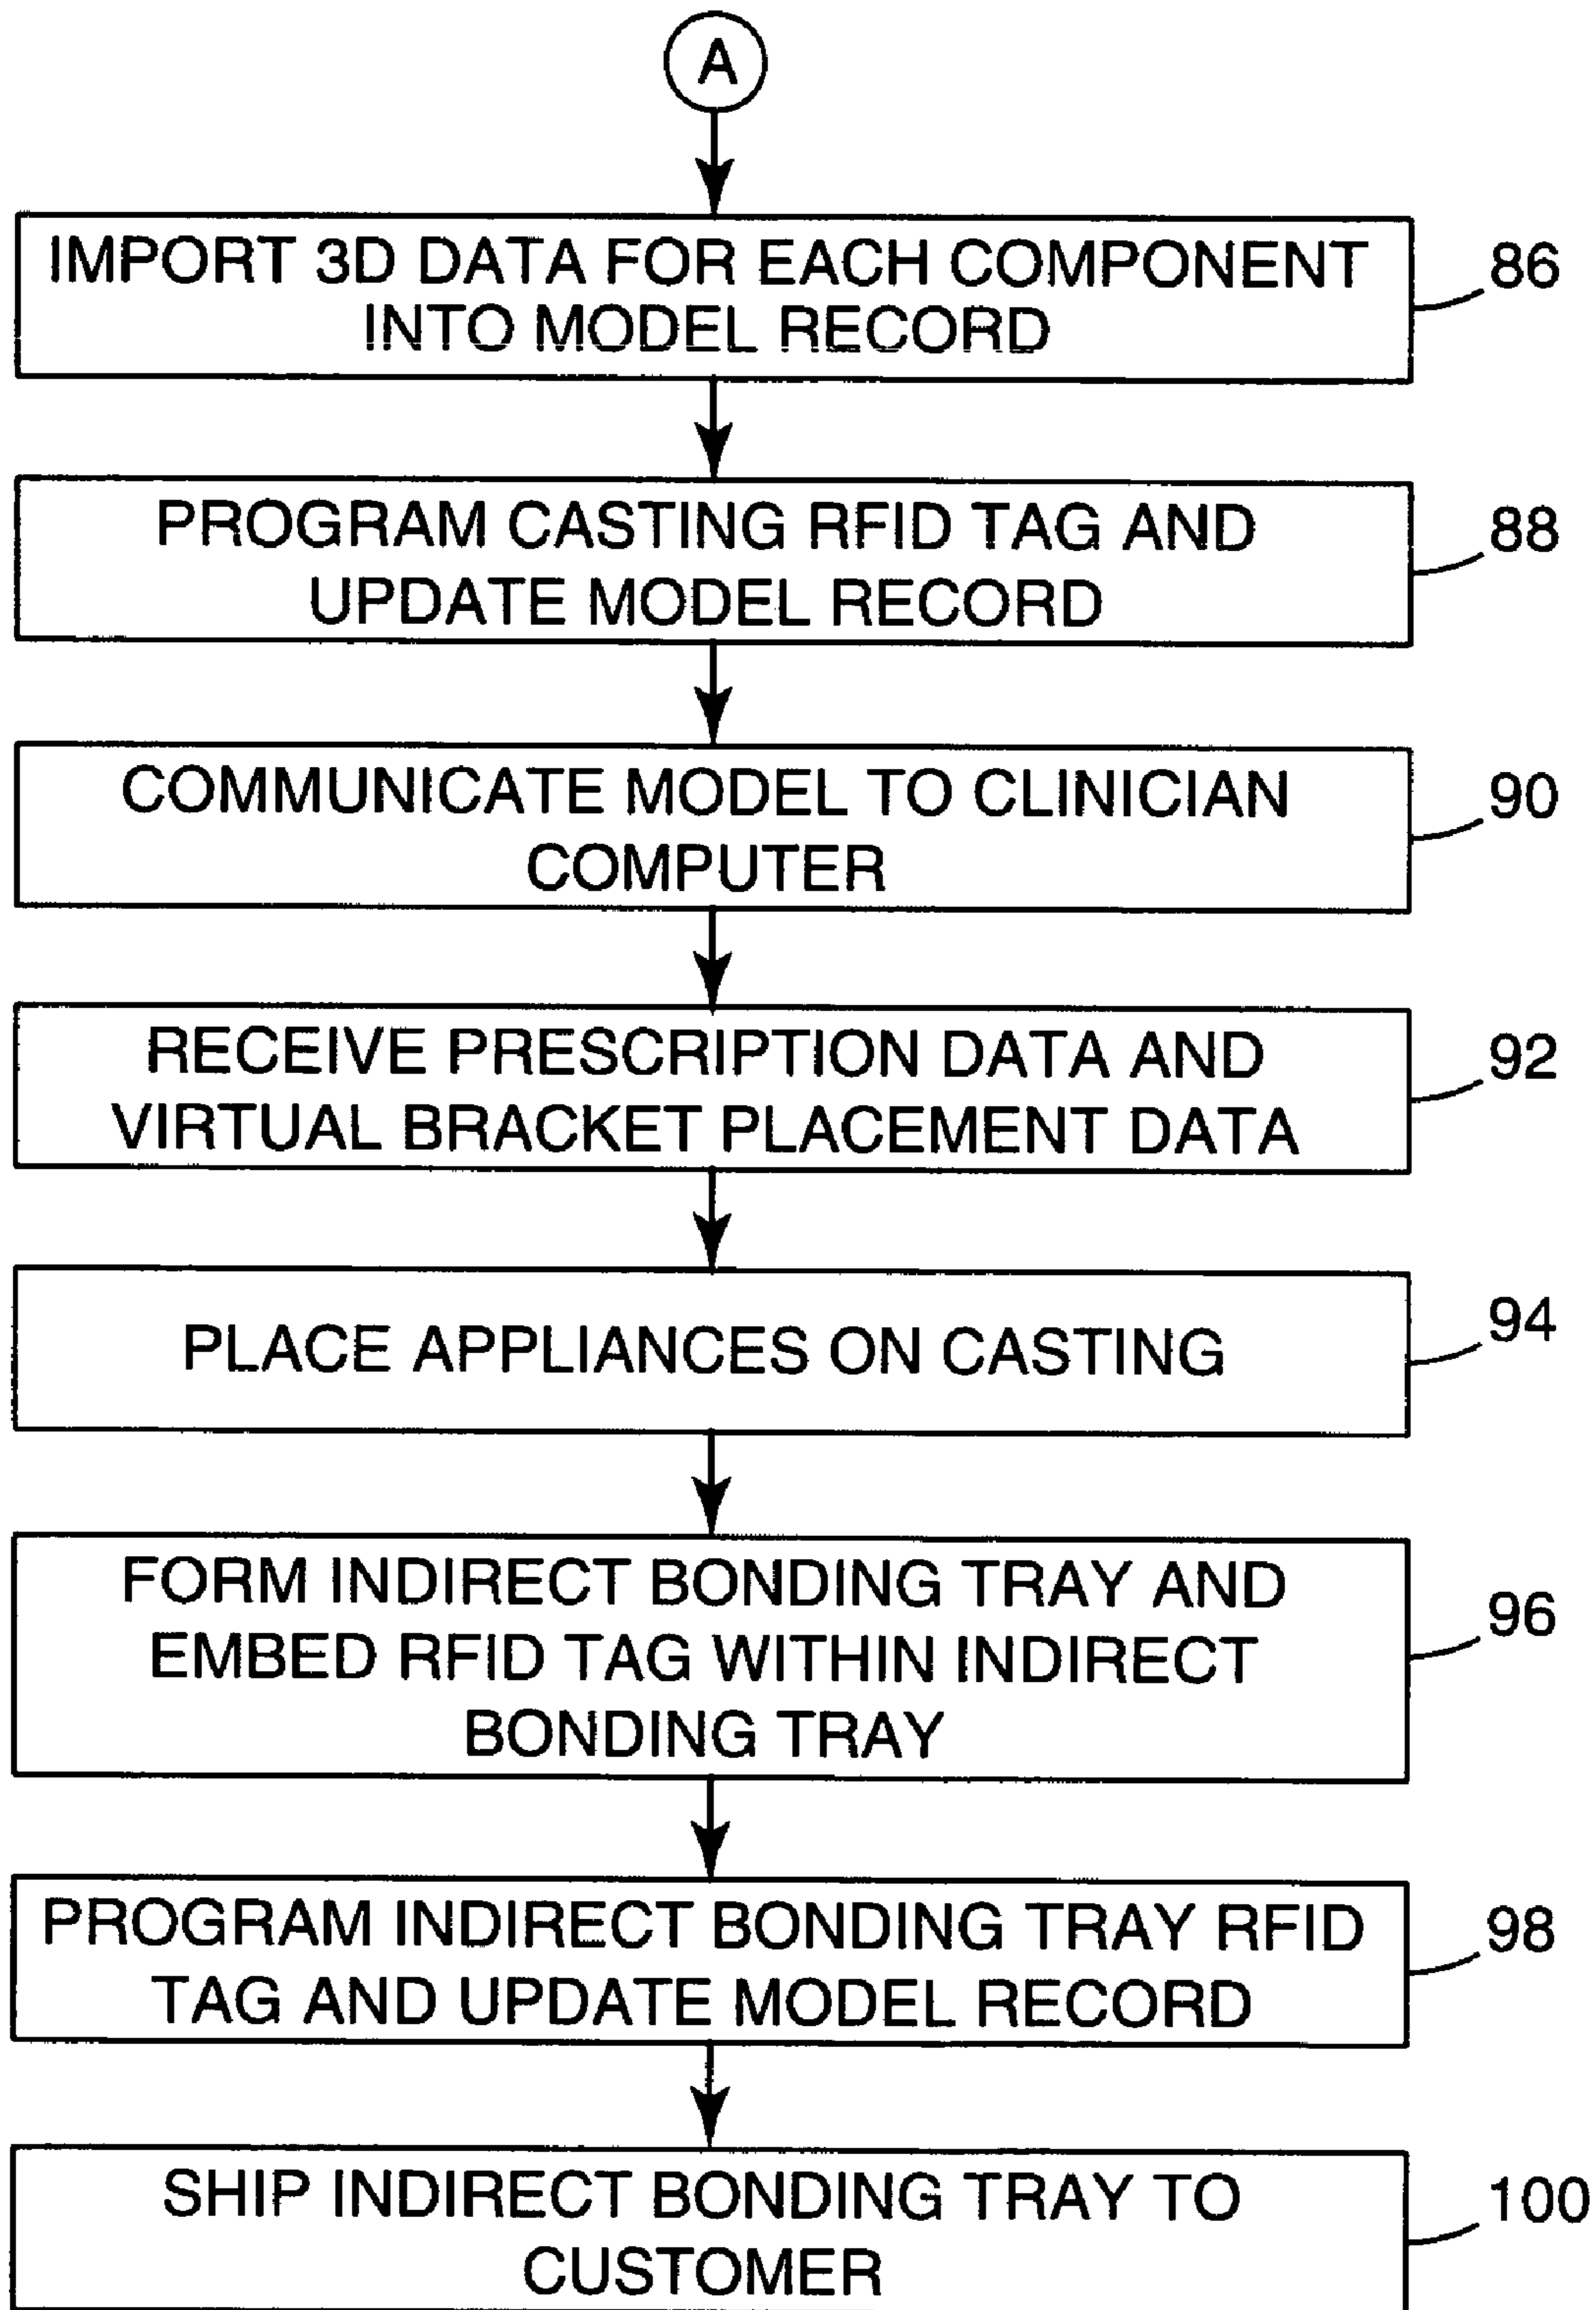 A
IMPORT 3D DATA FOR EACH COMPONENT
INTO MODEL RECORD
86
PROGRAM CASTING RFID TAG AND
UPDATE MODEL RECORD
88
COMMUNICATE MODEL TO CLINICIAN
COMPUTER
90
RECEIVE PRESCRIPTION DATA AND
VIRTUAL BRACKET PLACEMENT DATA
92
PLACE APPLIANCES ON CASTING
94
FORM INDIRECT BONDING TRAY AND
EMBED RFID TAG WITHIN INDIRECT
BONDING TRAY
96
PROGRAM INDIRECT BONDING TRAY RFID
TAG AND UPDATE MODEL RECORD
98
SHIP INDIRECT BONDING TRAY TO
CUSTOMER
100